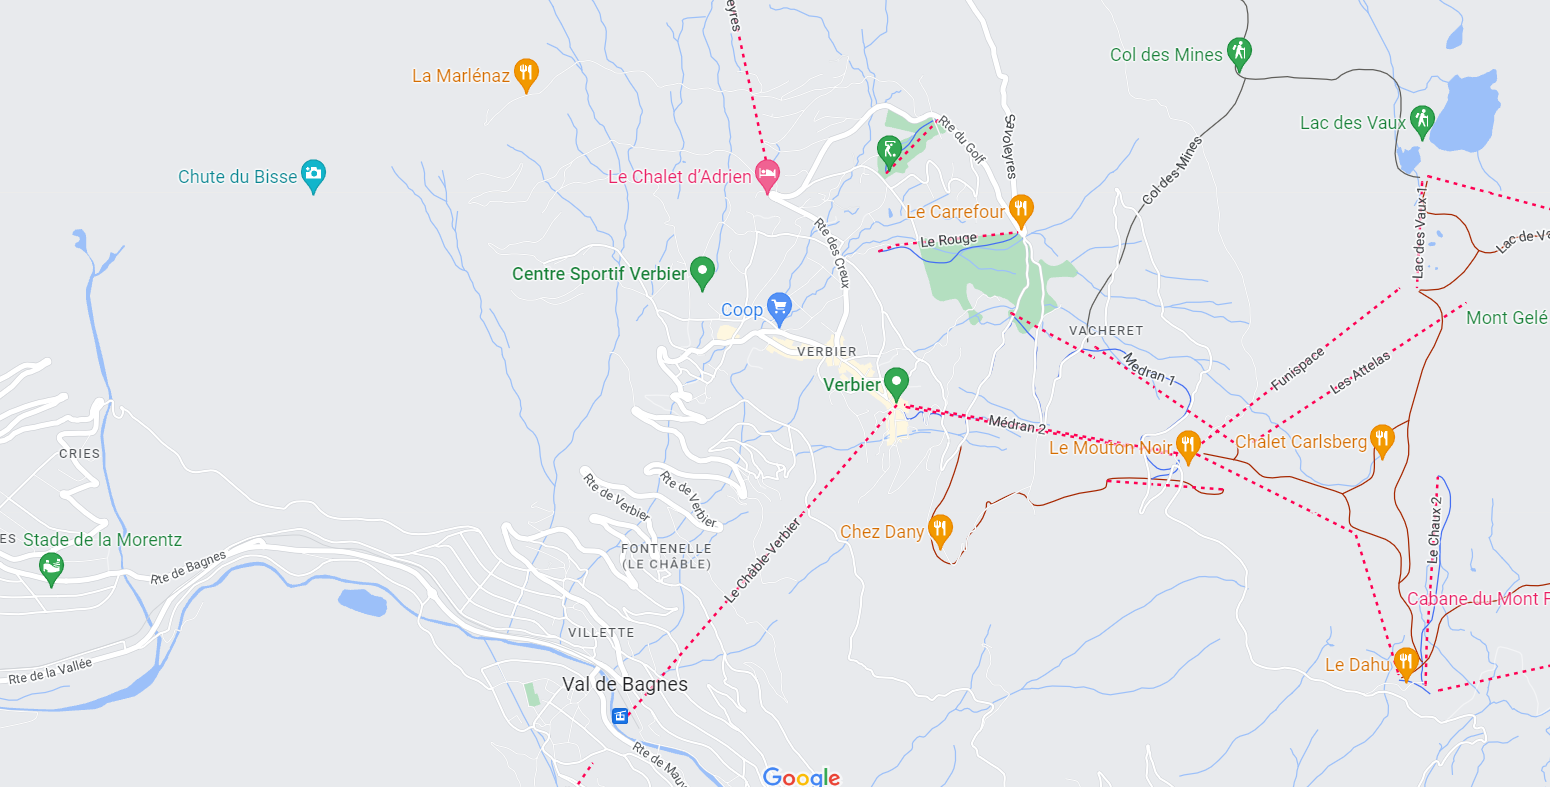 eyres
Col des Mines
La Marlénaz
Lac des Vaux
Rte du Golf
Savoleyres
Chute du Bisse
Le Chalet d'Adrien
Col des Mines
Le Carrefour
Lac des Vaux 1
Le Rouge
Lac de Va
Rte des Creux
Centre Sportif Verbier
Coop
VACHERET
Mont Gelé
VERBIER
Medran 1
Funispace
Les Attelas
Verbier
Médran 2
CRIES
Le Mouton Noir
Chalet Carlsberg
Rte de Verbier
Rte de Verbier
Le Chaux 2
ES
Stade de la Morentz
Chez Dany
FONTENELLE
(LE CHÂBLE)
Rte de Bagnes
Le Châble-Verbier
Cabane du Mont F
VILLETTE
Rte de la Vallée
Le Dahu
Val de Bagnes
Rte de Mauv
Google